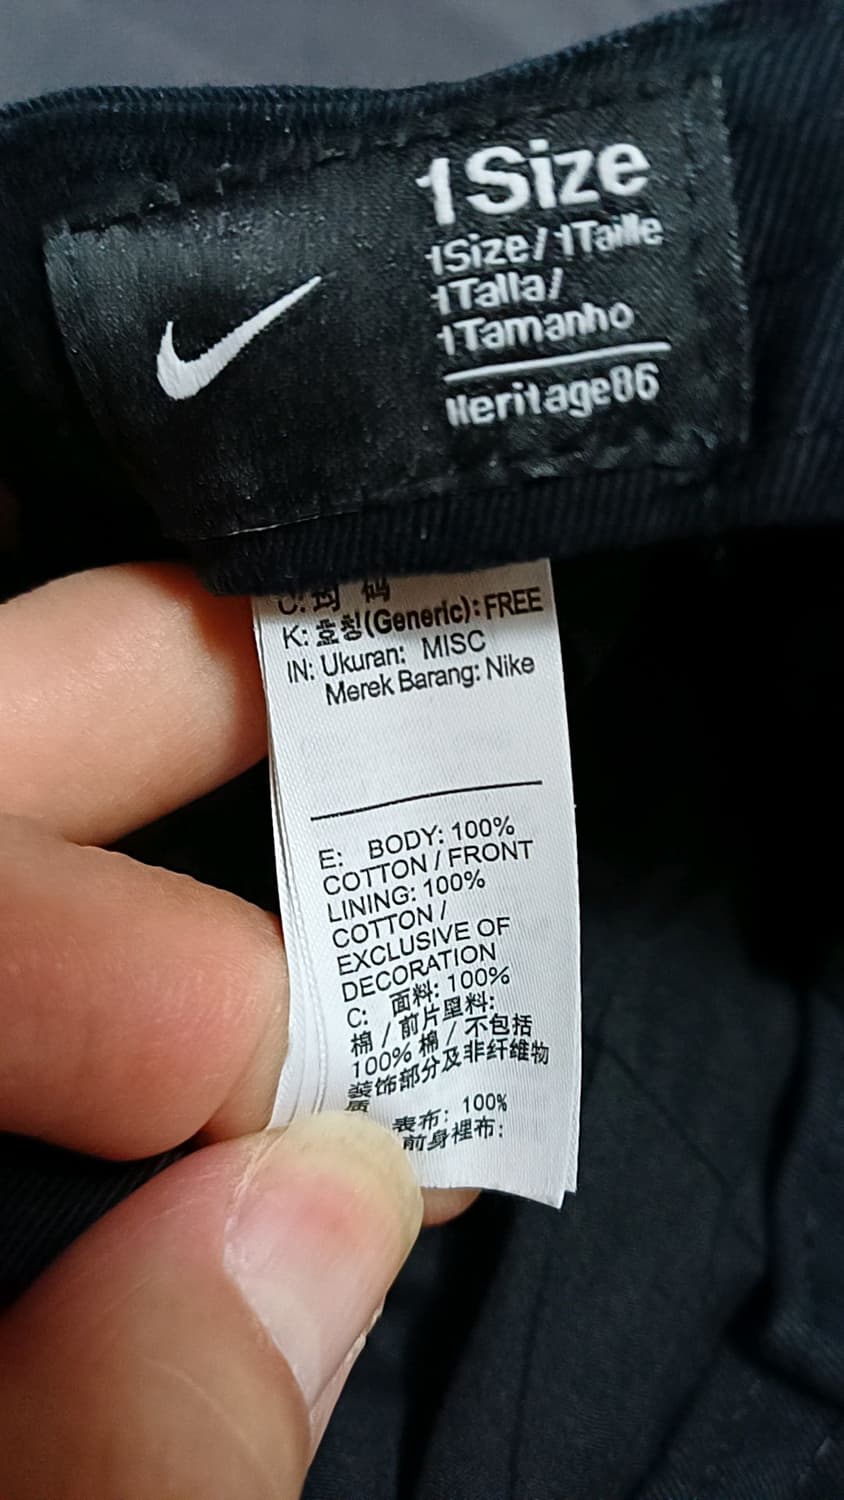 1Size
1Size/1Taille
1Talla/
1Tamanho
Heritage86
C: 均 码
K: 호칭(Generic): FREE
IN: Ukuran: MISC
Merek Barang: Nike
E: BODY: 100%
COTTON / FRONT
LINING: 100%
COTTON /
EXCLUSIVE OF
DECORATION
C: 面料: 100%
棉 / 前片里料:
100% 棉 / 不包括
装饰部分及非纤维物
质
表布: 100%
前身裡布: